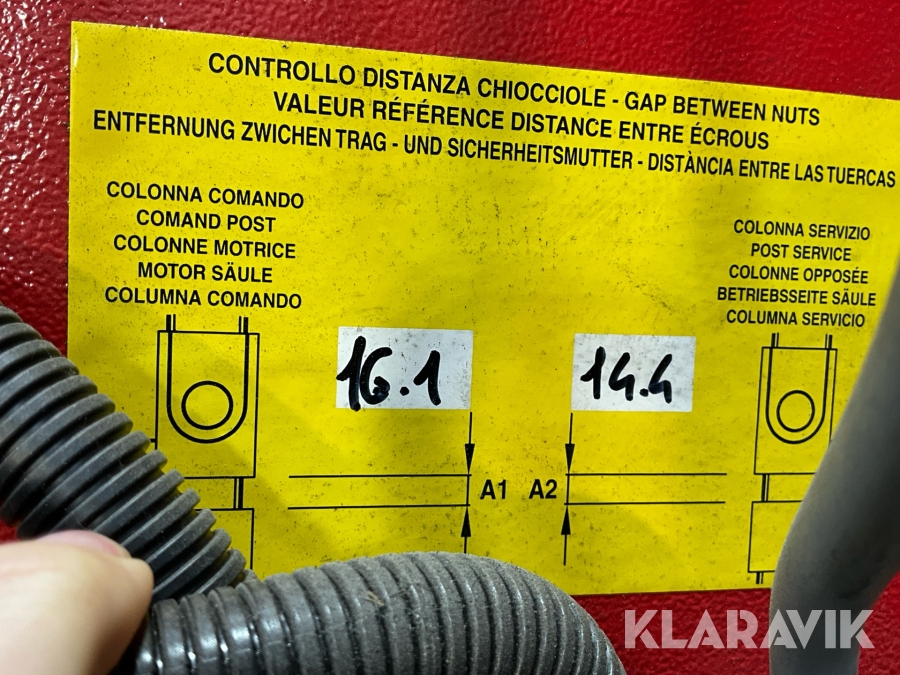 CONTROLLO DISTANZA CHIOCCIOLE - GAP BETWEEN NUTS
VALEUR RÉFÉRENCE DISTANCE ENTRE ÉCROUS
ENTFERNUNG ZWICHEN TRAG - UND SICHERHEITSMUTTER - DISTÀNCIA ENTRE LAS TUERCAS
COLONNA COMANDO
COMAND POST
COLONNE MOTRICE
MOTOR SÄULE
COLUMNA COMANDO
COLONNA SERVIZIO
POST SERVICE
COLONNE OPPOSÉE
BETRIEBSSEITE SÄULE
COLUMNA SERVICIO
16.1
14.4
A1 A2
KLARAVIK